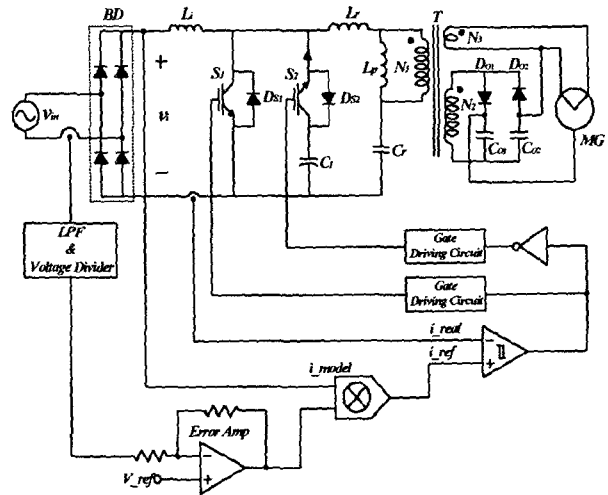 BD
Li
Lr
T
N3
+
S1
S2
Lp
N1
DO1
DO2
Vin
vi
DS1
DS2
N2
−
C1
Cr
CO1
CO2
MG
LPF
&
Voltage Divider
Gate
Driving Circuit
Gate
Driving Circuit
i_real
−
i_ref
+
i_model
Error Amp
−
V_ref
+